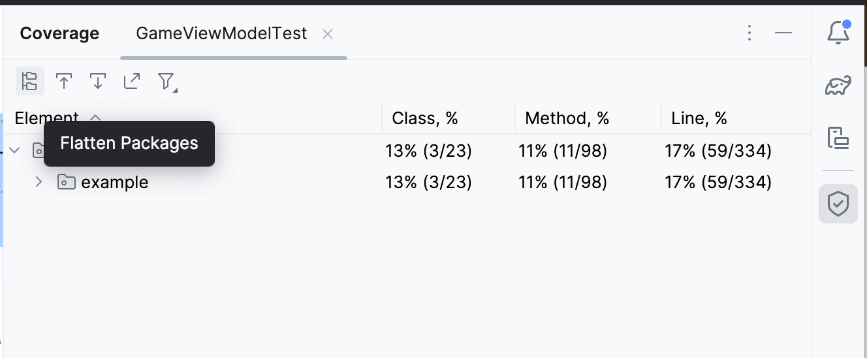 Coverage GameViewModelTest
Element Class, % Method, % Line, %
Flatten Packages
13% (3/23) 11% (11/98) 17% (59/334)
example 13% (3/23) 11% (11/98) 17% (59/334)